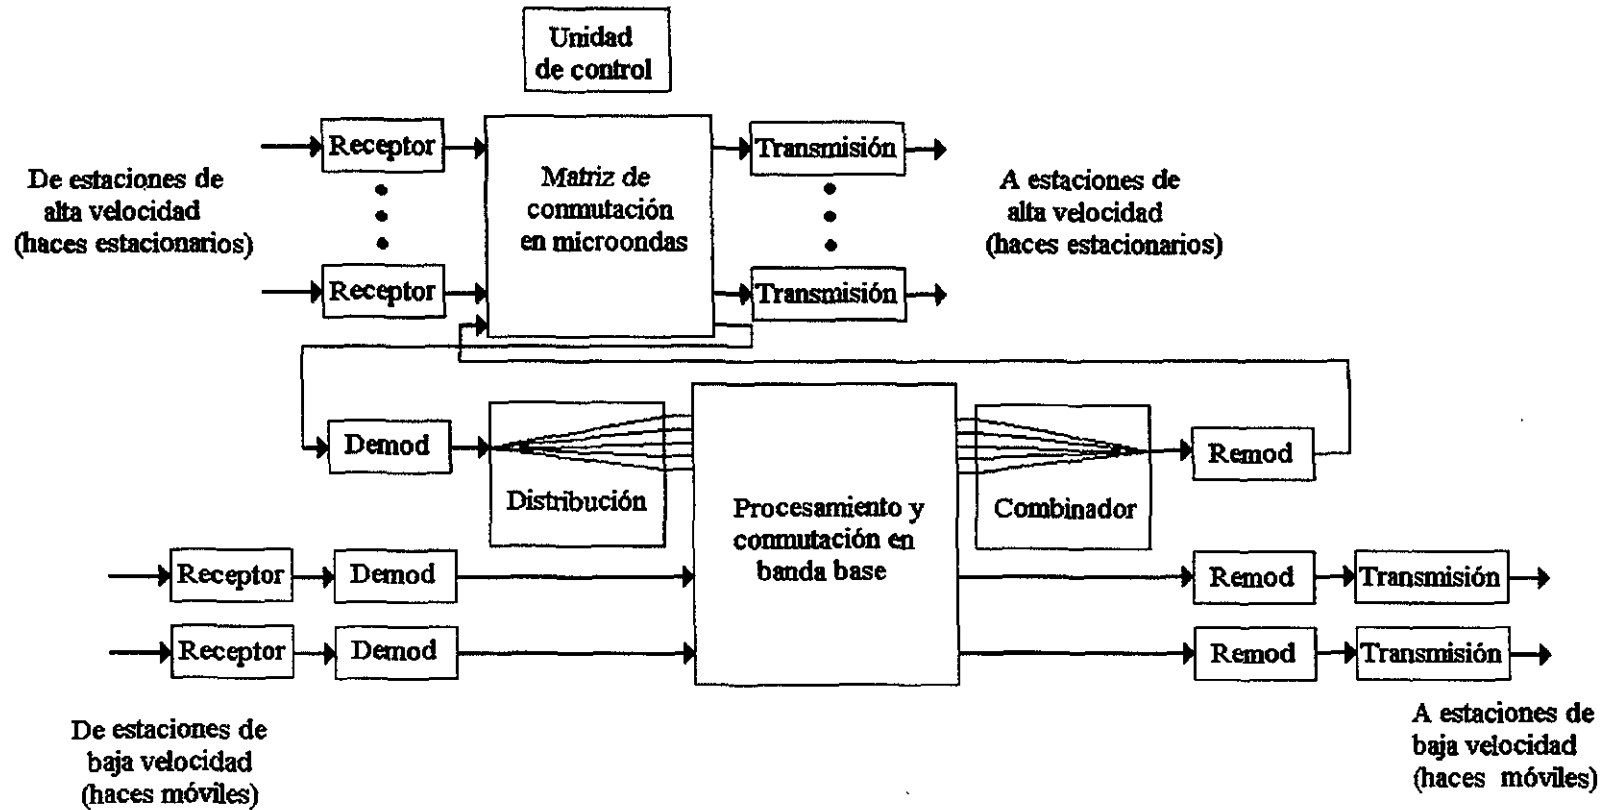 Unidad
de control
Receptor
Transmisión
De estaciones de
alta velocidad
(haces estacionarios)
Matriz de
conmutación
en microondas
A estaciones de
alta velocidad
(haces estacionarios)
Receptor
Transmisión
Demod
Distribución
Procesamiento y
conmutación en
banda base
Combinador
Remod
Receptor
Demod
Remod
Transmisión
Receptor
Demod
Remod
Transmisión
De estaciones de
baja velocidad
(haces móviles)
A estaciones de
baja velocidad
(haces móviles)